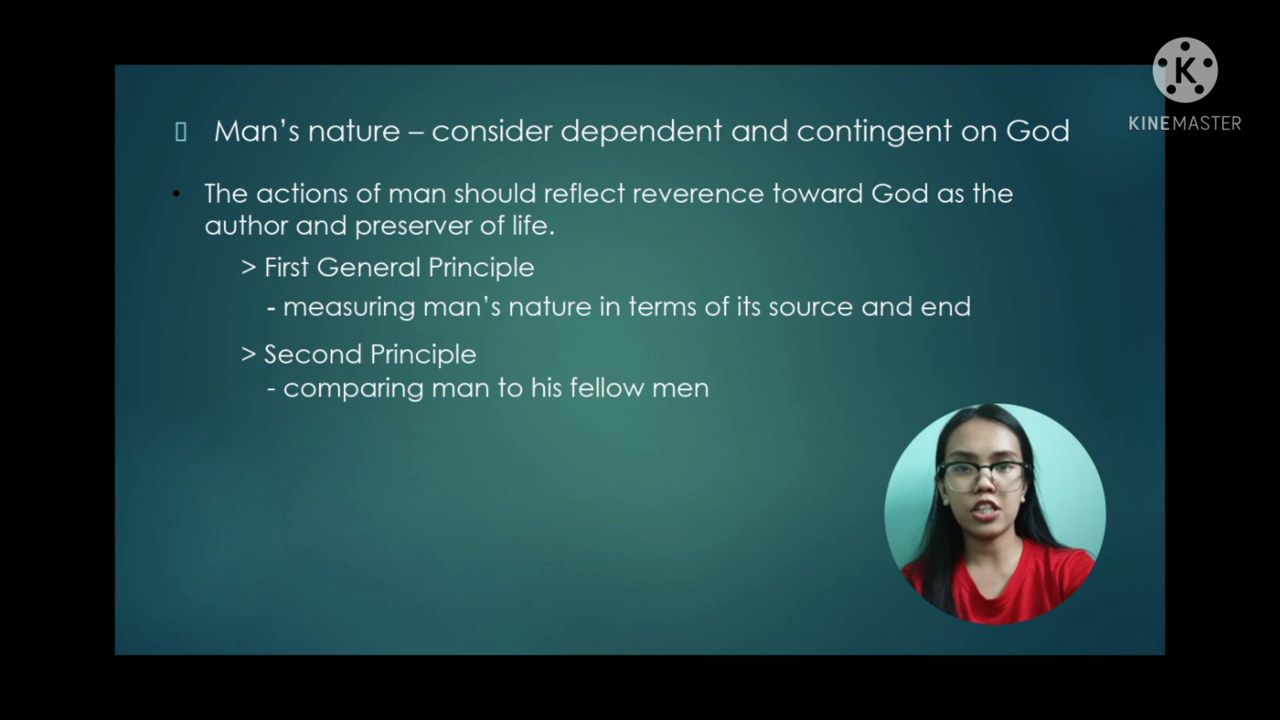 K
KINEMASTER
Man's nature – consider dependent and contingent on God
• The actions of man should reflect reverence toward God as the
author and preserver of life.
> First General Principle
- measuring man's nature in terms of its source and end
> Second Principle
- comparing man to his fellow men